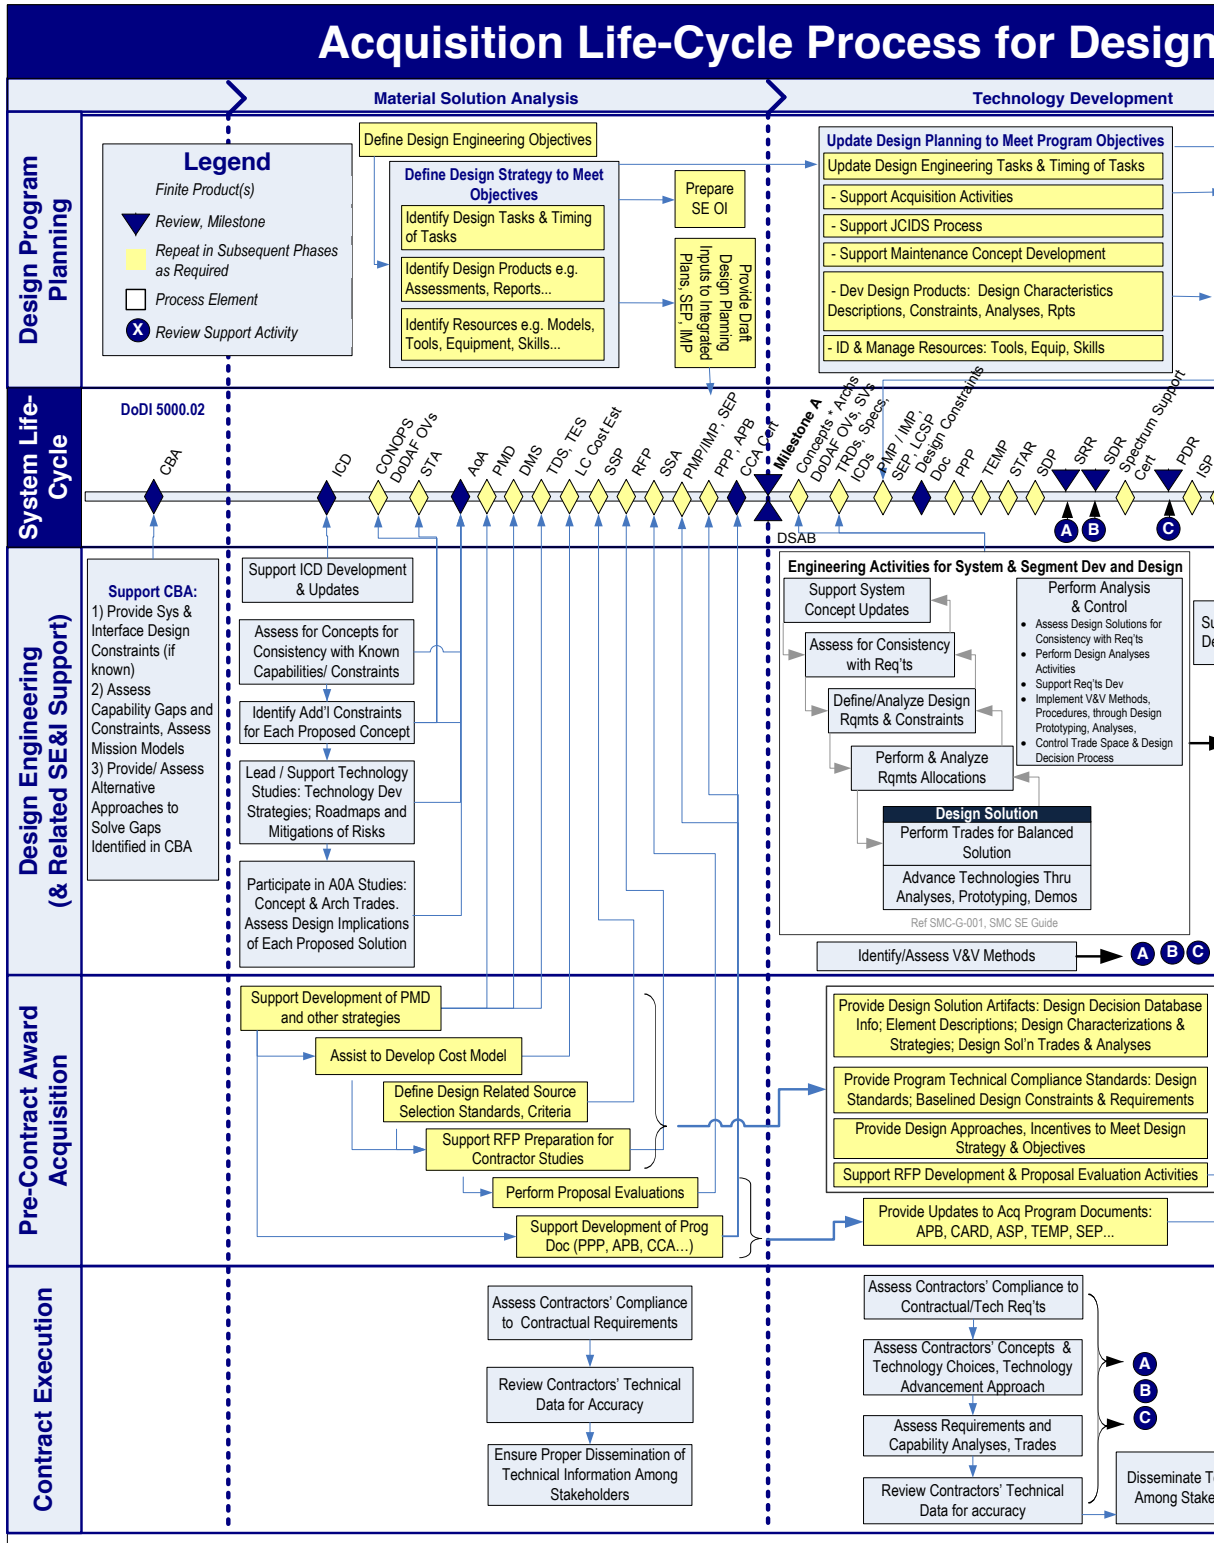 Acquisition Life-Cycle Process for Design
Material Solution Analysis
Technology Development
Design Program
Planning
Legend
Finite Product(s)
Review, Milestone
Repeat in Subsequent Phases
as Required
Process Element
X
Review Support Activity
Define Design Engineering Objectives
Define Design Strategy to Meet
Objectives
Identify Design Tasks & Timing
of Tasks
Identify Design Products e.g.
Assessments, Reports...
Identify Resources e.g. Models,
Tools, Equipment, Skills...
Prepare
SE OI
Provide Draft
Design Planning
Inputs to Integrated
Plans, SEP, IMP
Update Design Planning to Meet Program Objectives
Update Design Engineering Tasks & Timing of Tasks
- Support Acquisition Activities
- Support JCIDS Process
- Support Maintenance Concept Development
- Dev Design Products: Design Characteristics
Descriptions, Constraints, Analyses, Rpts
- ID & Manage Resources: Tools, Equip, Skills
System Life-
Cycle
DoDI 5000.02
CBA
ICD
CONOPS
DoDAF OVs
STA
AoA
PMD
DMS
TDS, TES
LC Cost Est
SSP
RFP
SSA
PMP/IMP, SEP
PPP, APB
CCA Cert
Milestone A
Concepts * Archs
DoDAF OVs, SVs
TRDs, Specs,
ICDs
PMP / IMP,
SEP, LCSP
Design Constraints
Doc
PPP
TEMP
STAR
SDP
SRR
SDR
Spectrum Support
Cert
PDR
ISP
A
B
C
DSAB
Design Engineering
(& Related SE&I Support)
Support CBA:
1) Provide Sys &
Interface Design
Constraints (if
known)
2) Assess
Capability Gaps and
Constraints, Assess
Mission Models
3) Provide/ Assess
Alternative
Approaches to
Solve Gaps
Identified in CBA
Support ICD Development
& Updates
Assess for Concepts for
Consistency with Known
Capabilities/ Constraints
Identify Add'l Constraints
for Each Proposed Concept
Lead / Support Technology
Studies: Technology Dev
Strategies; Roadmaps and
Mitigations of Risks
Participate in A0A Studies:
Concept & Arch Trades.
Assess Design Implications
of Each Proposed Solution
Engineering Activities for System & Segment Dev and Design
Support System
Concept Updates
Assess for Consistency
with Req'ts
Define/Analyze Design
Rqmts & Constraints
Perform & Analyze
Rqmts Allocations
Design Solution
Perform Trades for Balanced
Solution
Advance Technologies Thru
Analyses, Prototyping, Demos
Ref SMC-G-001, SMC SE Guide
Perform Analysis
& Control
• Assess Design Solutions for
Consistency with Req'ts
• Perform Design Analyses
Activities
• Support Req'ts Dev
• Implement V&V Methods,
Procedures, through Design
Prototyping, Analyses,
• Control Trade Space & Design
Decision Process
Su
De
Identify/Assess V&V Methods
A B C
Pre-Contract Award
Acquisition
Support Development of PMD
and other strategies
Assist to Develop Cost Model
Define Design Related Source
Selection Standards, Criteria
Support RFP Preparation for
Contractor Studies
Perform Proposal Evaluations
Support Development of Prog
Doc (PPP, APB, CCA...)
Provide Design Solution Artifacts: Design Decision Database
Info; Element Descriptions; Design Characterizations &
Strategies; Design Sol'n Trades & Analyses
Provide Program Technical Compliance Standards: Design
Standards; Baselined Design Constraints & Requirements
Provide Design Approaches, Incentives to Meet Design
Strategy & Objectives
Support RFP Development & Proposal Evaluation Activities
Provide Updates to Acq Program Documents:
APB, CARD, ASP, TEMP, SEP...
Contract Execution
Assess Contractors' Compliance
to Contractual Requirements
Review Contractors' Technical
Data for Accuracy
Ensure Proper Dissemination of
Technical Information Among
Stakeholders
Assess Contractors' Compliance to
Contractual/Tech Req'ts
Assess Contractors' Concepts &
Technology Choices, Technology
Advancement Approach
Assess Requirements and
Capability Analyses, Trades
Review Contractors' Technical
Data for accuracy
A
B
C
Disseminate T
Among Stake